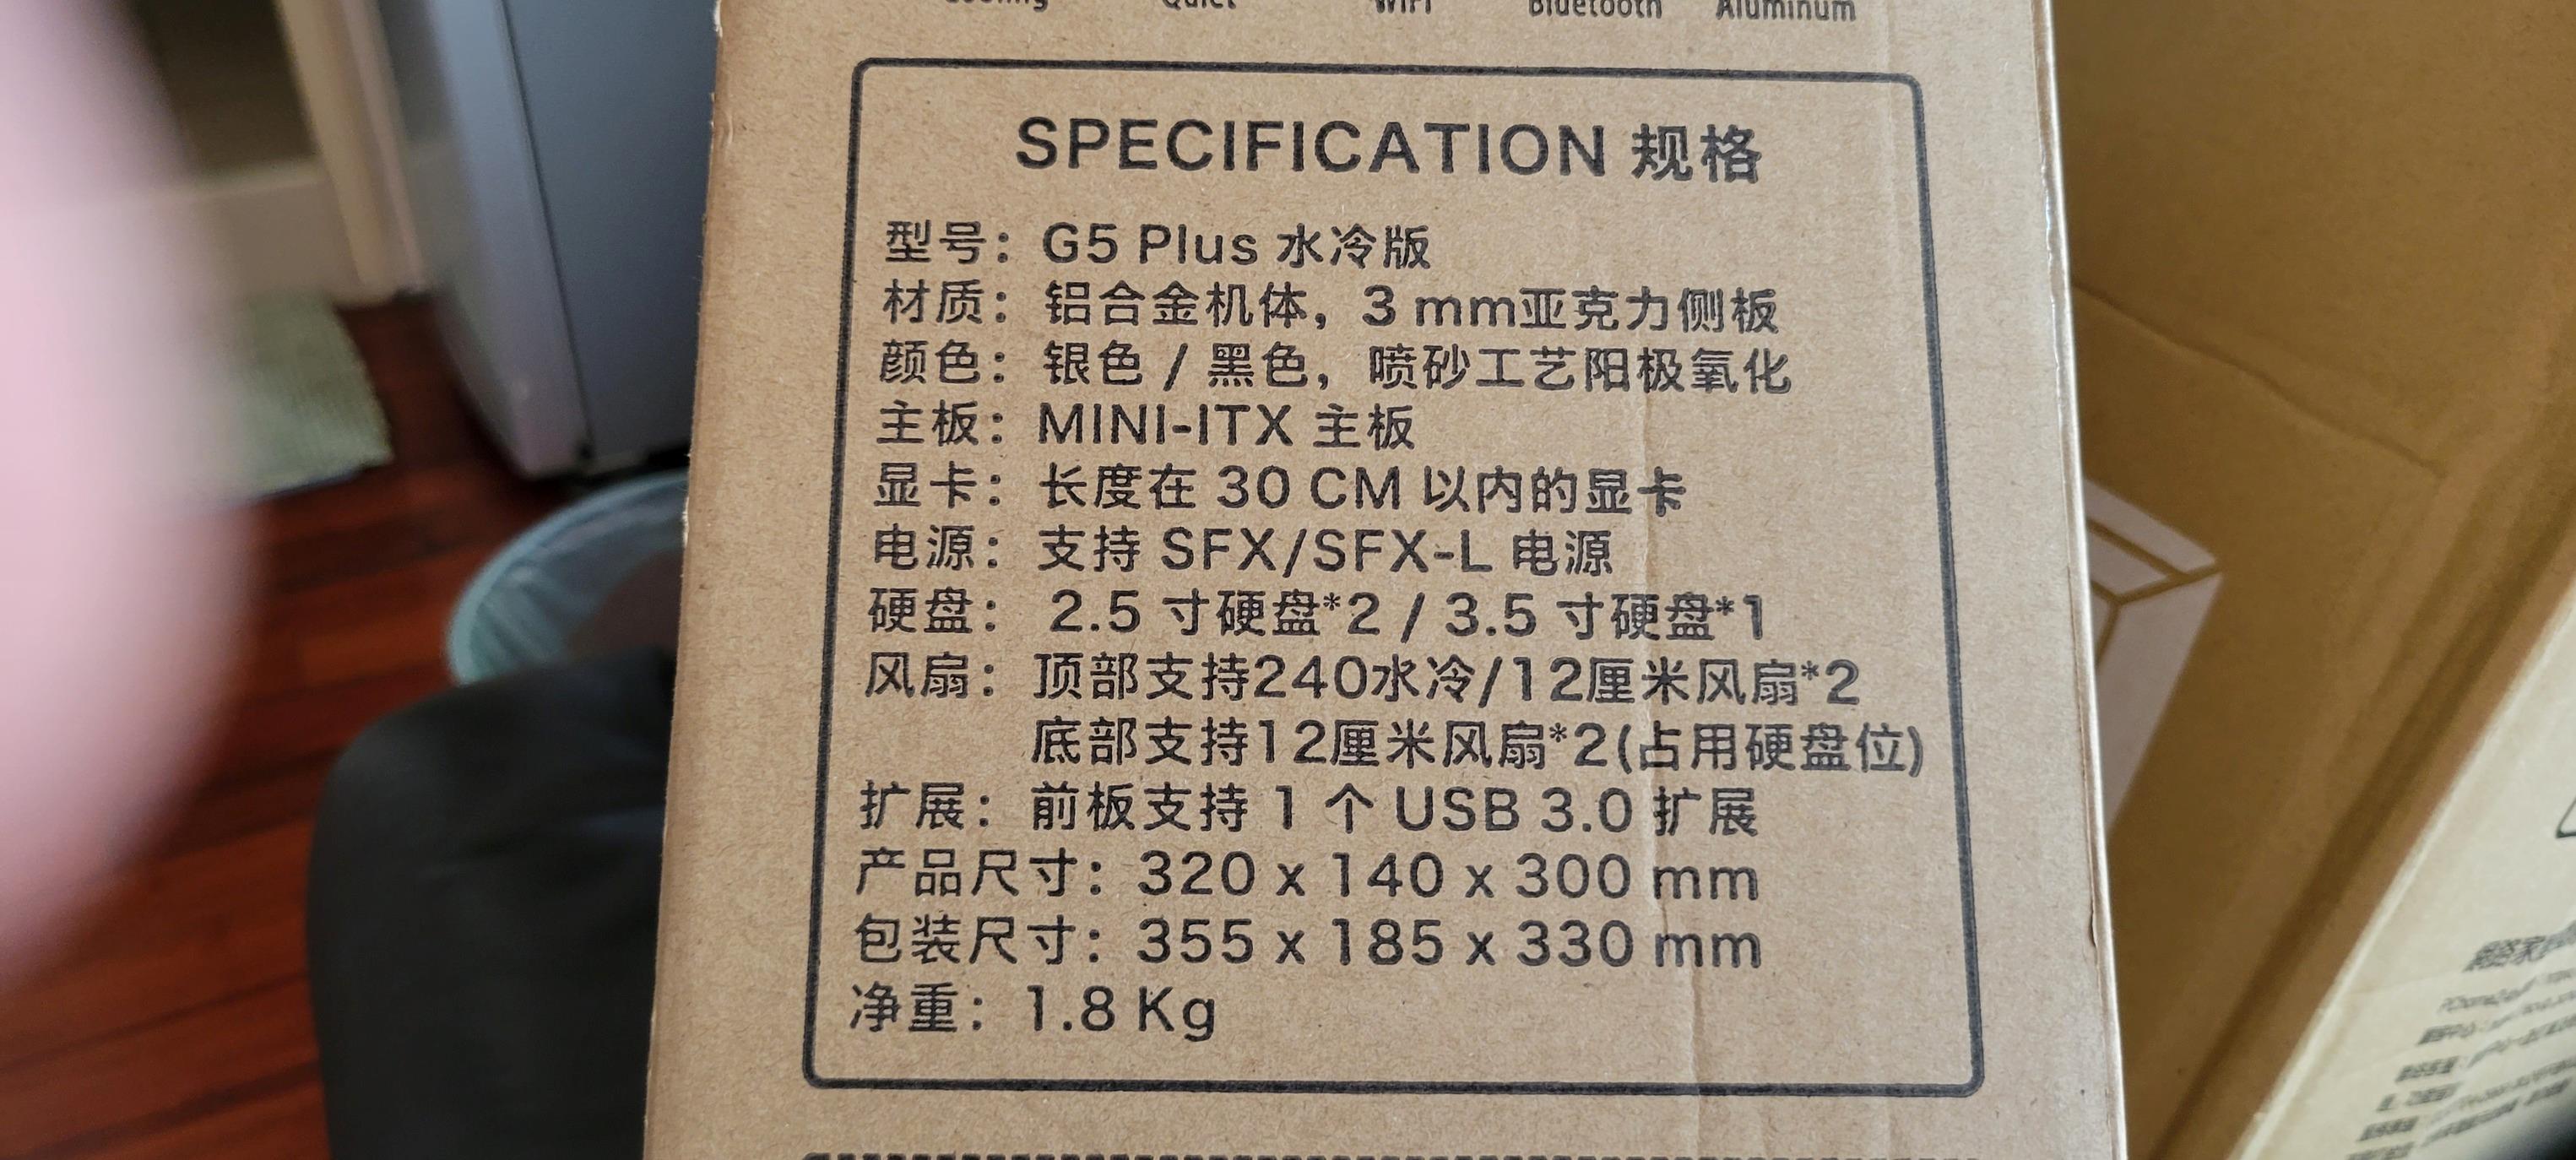 Cooling Quiet WiFi Bluetooth Aluminum
SPECIFICATION 规格
型号：G5 Plus 水冷版
材质：铝合金机体，3 mm亚克力侧板
颜色：银色 / 黑色，喷砂工艺阳极氧化
主板：MINI-ITX 主板
显卡：长度在 30 CM 以内的显卡
电源：支持 SFX/SFX-L 电源
硬盘： 2.5 寸硬盘*2 / 3.5 寸硬盘*1
风扇：顶部支持240水冷/12厘米风扇*2
底部支持12厘米风扇*2(占用硬盘位)
扩展：前板支持 1 个 USB 3.0 扩展
产品尺寸：320 x 140 x 300 mm
包装尺寸：355 x 185 x 330 mm
净重：1.8 Kg